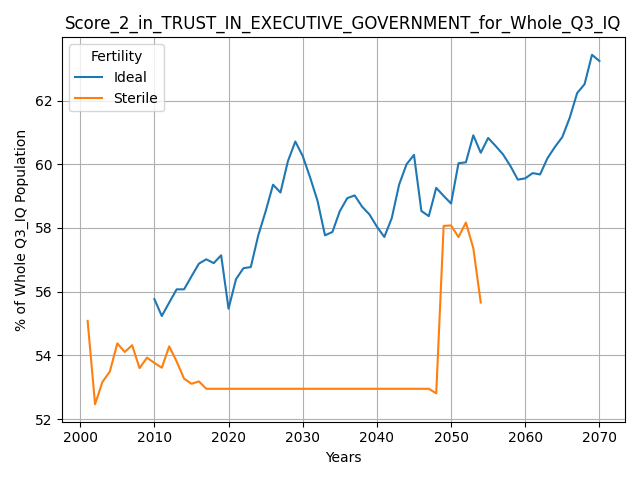 Score_2_in_TRUST_IN_EXECUTIVE_GOVERNMENT_for_Whole_Q3_IQ
Fertility
Ideal
Sterile
% of Whole Q3_IQ Population
62
60
58
56
54
52
2000 2010 2020 2030 2040 2050 2060 2070
Years